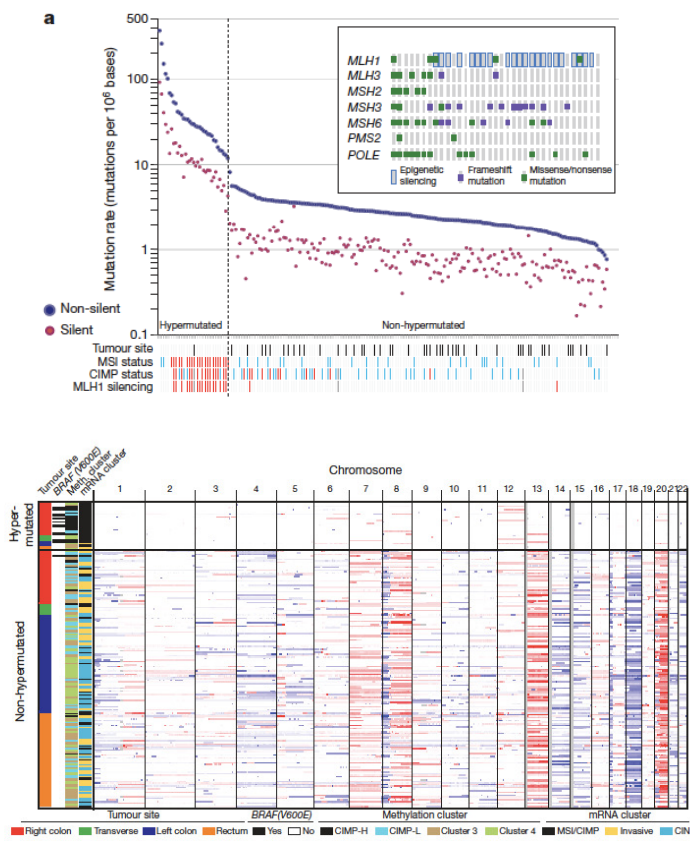 a
500
100
10
1
0.1
Mutation rate (mutations per 10⁶ bases)
MLH1
MLH3
MSH2
MSH3
MSH6
PMS2
POLE
Epigenetic silencing
Frameshift mutation
Missense/nonsense mutation
Non-silent
Silent
Hypermutated
Non-hypermutated
Tumour site
MSI status
CIMP status
MLH1 silencing
Tumour site
BRAF (V600E)
Meth. cluster
mRNA cluster
Chromosome
1 2 3 4 5 6 7 8 9 10 11 12 13 14 15 16 17 18 19 20 21 22
Hyper-
mutated
Non-hypermutated
Tumour site BRAF(V600E) Methylation cluster mRNA cluster
Right colon Transverse Left colon Rectum Yes No CIMP-H CIMP-L Cluster 3 Cluster 4 MSI/CIMP Invasive CIN